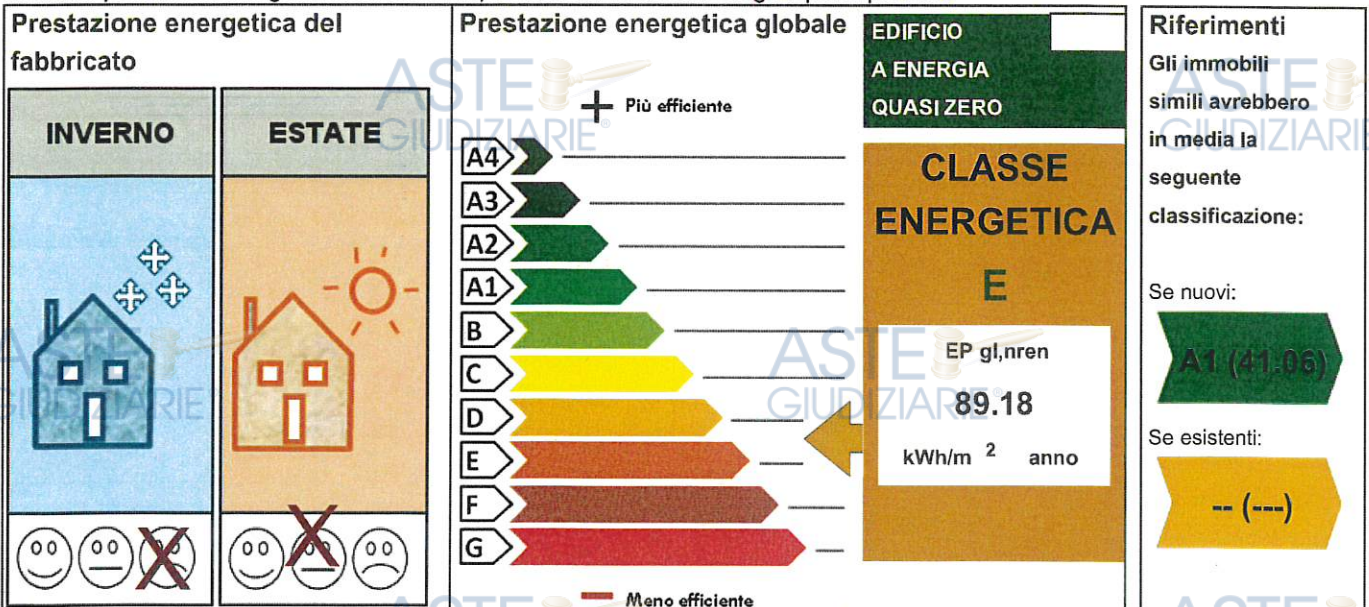 Prestazione energetica del
fabbricato
INVERNO
ESTATE
Prestazione energetica globale
Più efficiente
A4
A3
A2
A1
B
C
D
E
F
G
Meno efficiente
EDIFICIO
A ENERGIA
QUASI ZERO
CLASSE
ENERGETICA
E
EP gl,nren
89.18
kWh/m 2 anno
Riferimenti
Gli immobili
simili avrebbero
in media la
seguente
classificazione:
Se nuovi:
A1 (41.06)
Se esistenti:
-- (---)
ASTE
GIUDIZIARIE®